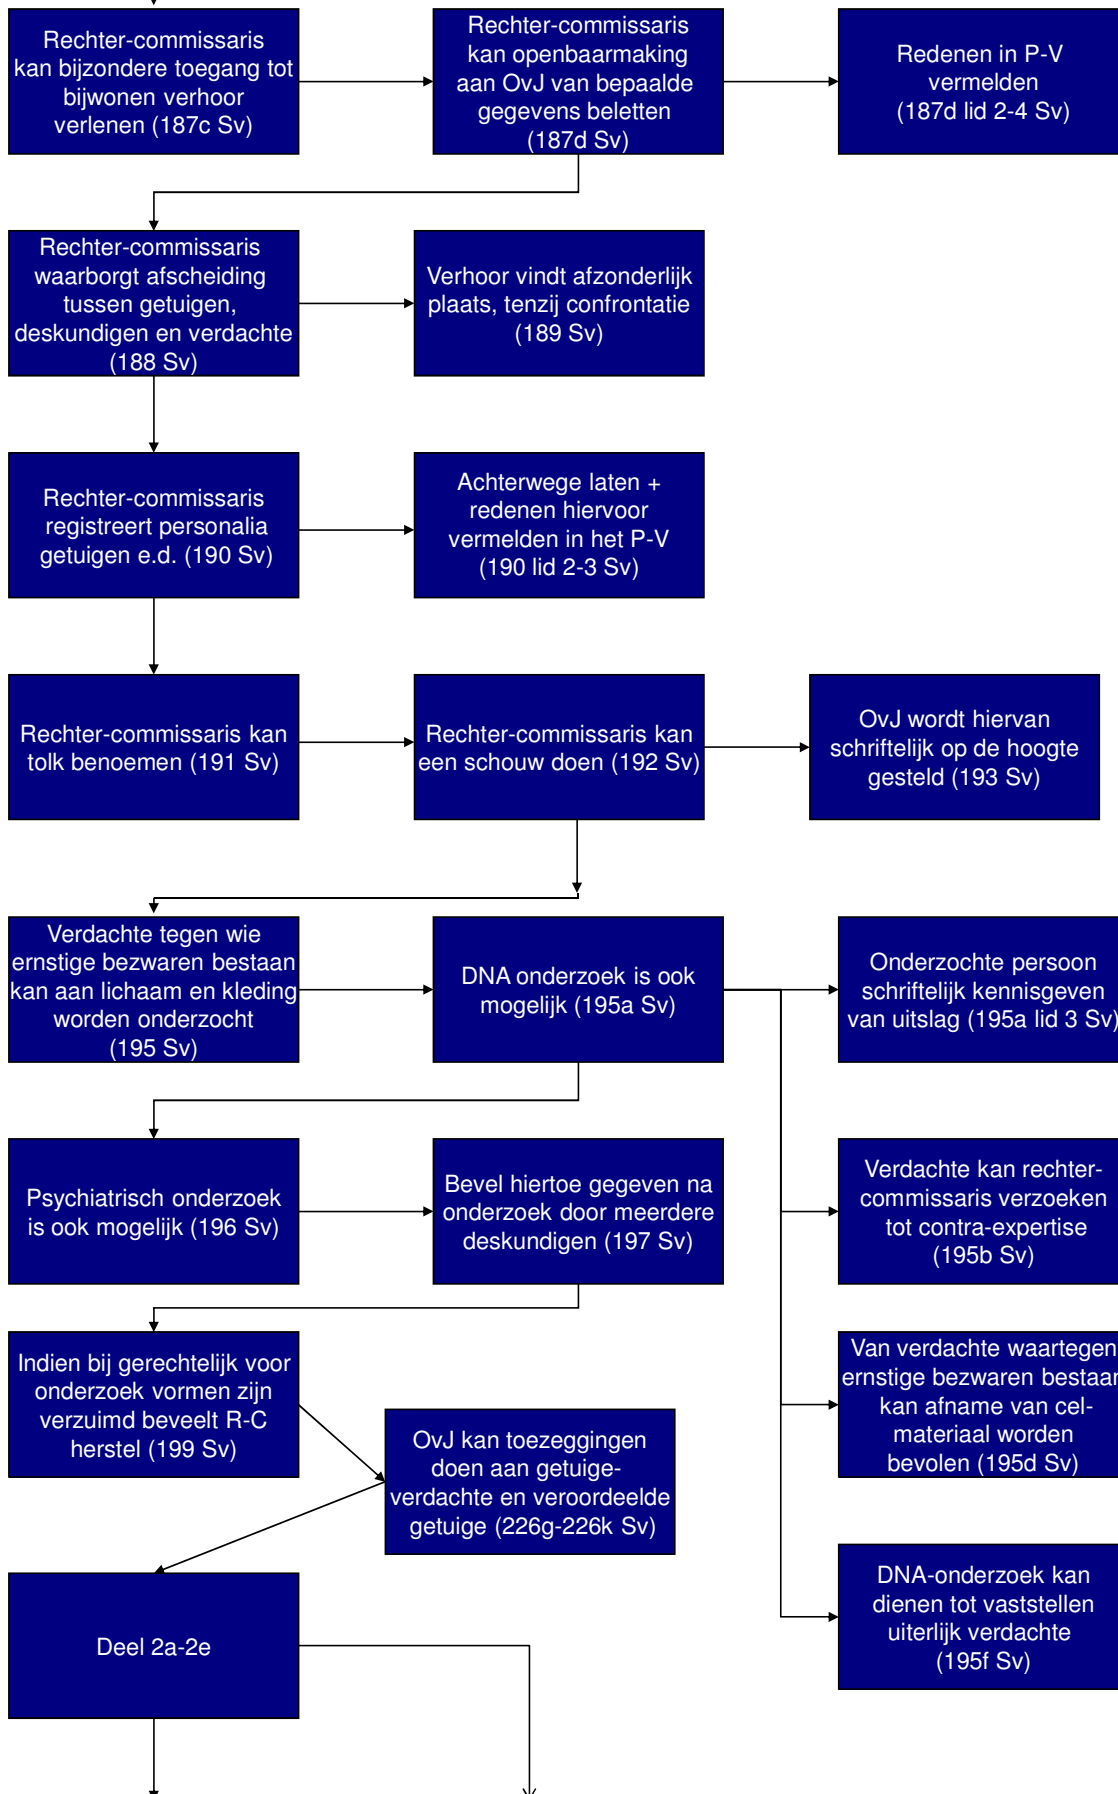 Rechter-commissaris
kan bijzondere toegang tot
bijwonen verhoor
verlenen (187c Sv)
Rechter-commissaris
kan openbaarmaking
aan OvJ van bepaalde
gegevens beletten
(187d Sv)
Redenen in P-V
vermelden
(187d lid 2-4 Sv)
Rechter-commissaris
waarborgt afscheiding
tussen getuigen,
deskundigen en verdachte
(188 Sv)
Verhoor vindt afzonderlijk
plaats, tenzij confrontatie
(189 Sv)
Rechter-commissaris
registreert personalia
getuigen e.d. (190 Sv)
Achterwege laten +
redenen hiervoor
vermelden in het P-V
(190 lid 2-3 Sv)
Rechter-commissaris kan
tolk benoemen (191 Sv)
Rechter-commissaris kan
een schouw doen (192 Sv)
OvJ wordt hiervan
schriftelijk op de hoogte
gesteld (193 Sv)
Verdachte tegen wie
ernstige bezwaren bestaan
kan aan lichaam en kleding
worden onderzocht
(195 Sv)
DNA onderzoek is ook
mogelijk (195a Sv)
Onderzochte persoon
schriftelijk kennisgeven
van uitslag (195a lid 3 Sv)
Psychiatrisch onderzoek
is ook mogelijk (196 Sv)
Bevel hiertoe gegeven na
onderzoek door meerdere
deskundigen (197 Sv)
Verdachte kan rechter-
commissaris verzoeken
tot contra-expertise
(195b Sv)
Indien bij gerechtelijk voor
onderzoek vormen zijn
verzuimd beveelt R-C
herstel (199 Sv)
OvJ kan toezeggingen
doen aan getuige-
verdachte en veroordeelde
getuige (226g-226k Sv)
Van verdachte waartegen
ernstige bezwaren bestaan
kan afname van cel-
materiaal worden
bevolen (195d Sv)
Deel 2a-2e
DNA-onderzoek kan
dienen tot vaststellen
uiterlijk verdachte
(195f Sv)